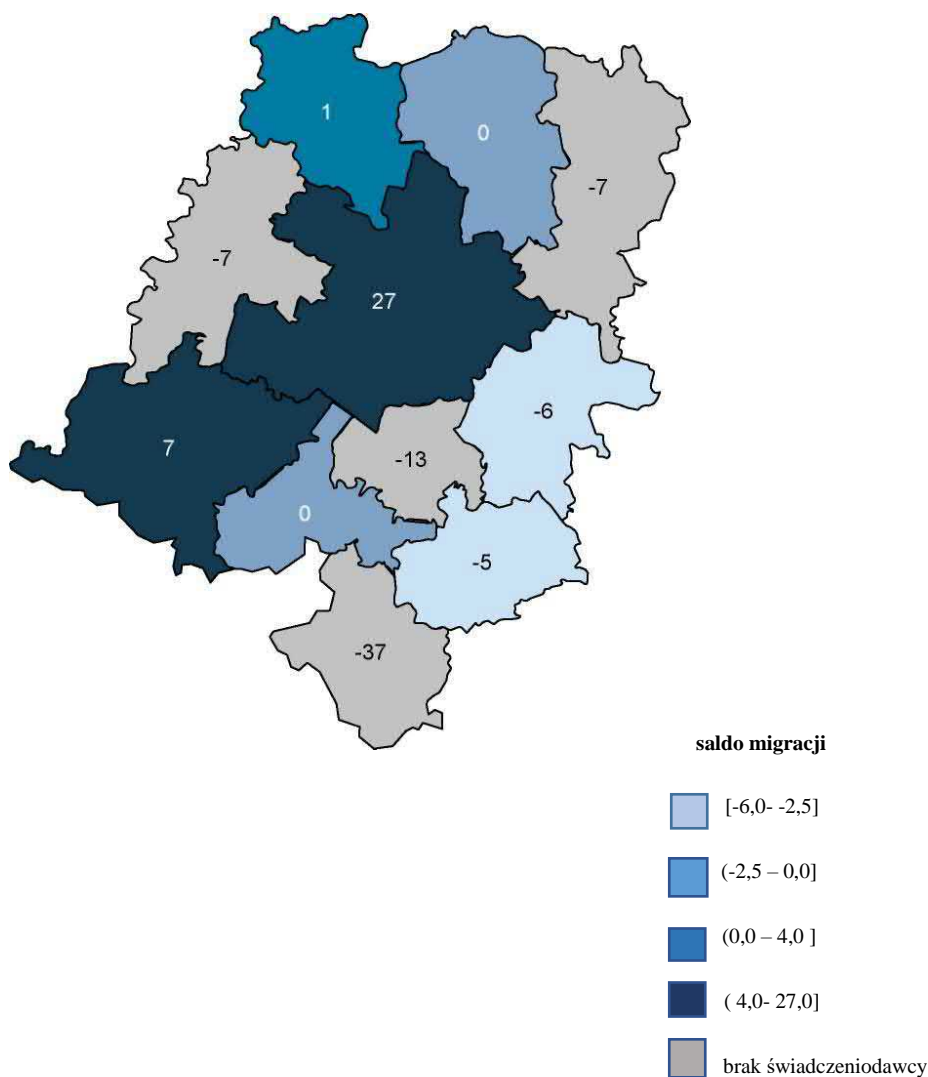 1
0
-7
-7
27
-6
7
-13
0
-5
-37
saldo migracji
[-6,0- -2,5]
(-2,5 – 0,0]
(0,0 – 4,0 ]
( 4,0- 27,0]
brak świadczeniodawcy